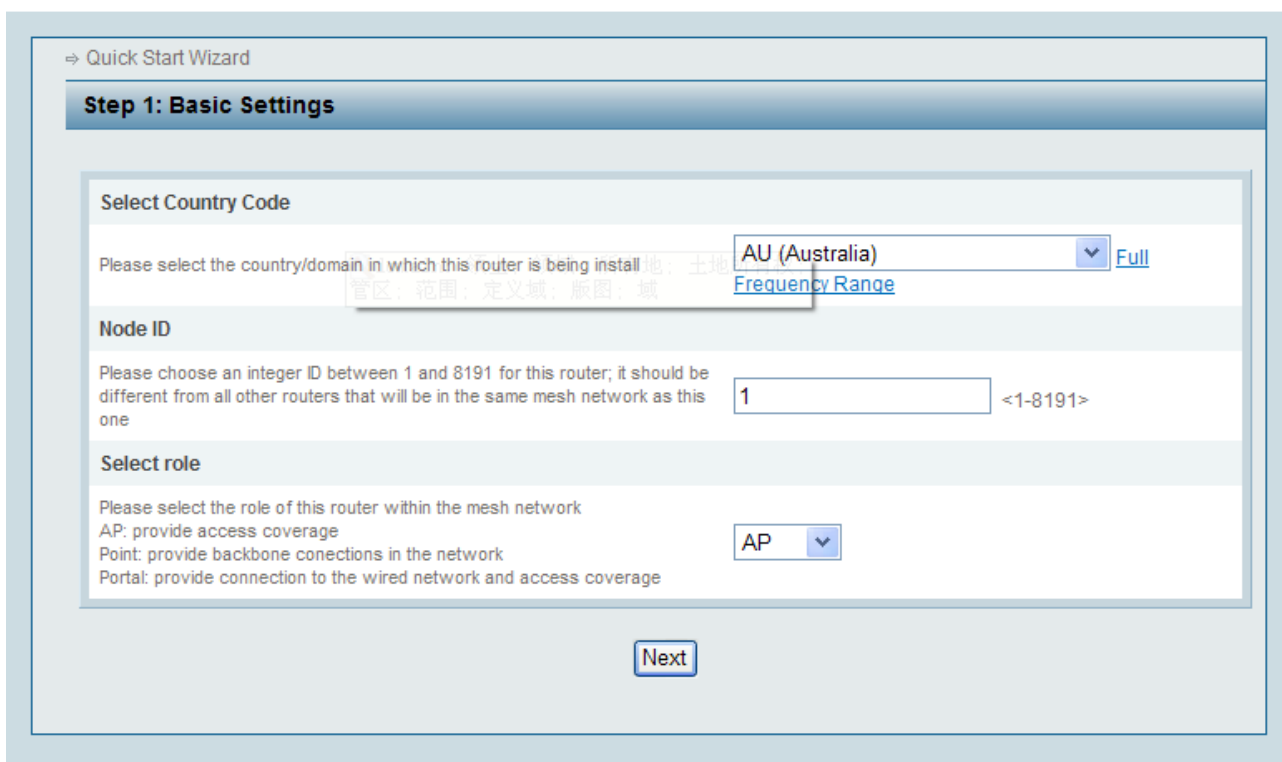 ⇨ Quick Start Wizard
Step 1: Basic Settings
Select Country Code
Please select the country/domain in which this router is being install
AU (Australia)
Full
Frequency Range
地； 土地
管区；范围；定义域；版图；域
Node ID
Please choose an integer ID between 1 and 8191 for this router; it should be
different from all other routers that will be in the same mesh network as this
one
1
<1-8191>
Select role
Please select the role of this router within the mesh network
AP: provide access coverage
Point: provide backbone conections in the network
Portal: provide connection to the wired network and access coverage
AP
Next